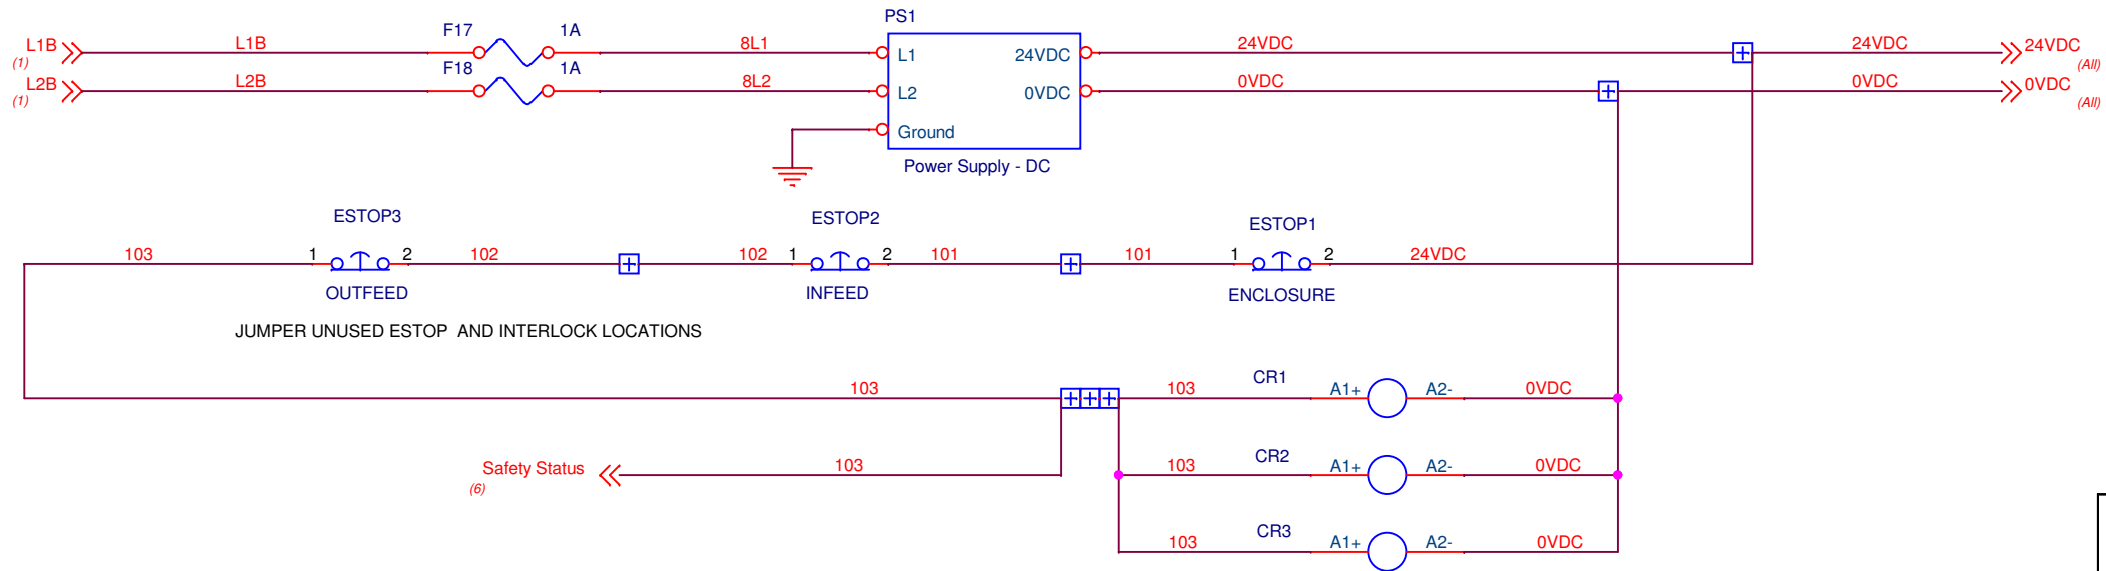 PS1
F17 1A
L1B L1B 8L1 L1 24VDC 24VDC 24VDC 24VDC
(1) (All)
F18 1A
L2B L2B 8L2 L2 0VDC 0VDC 0VDC 0VDC
(1) (All)
Ground
Power Supply - DC
ESTOP3 ESTOP2 ESTOP1
103 1 2 102 102 1 2 101 101 1 2 24VDC
OUTFEED INFEED ENCLOSURE
JUMPER UNUSED ESTOP AND INTERLOCK LOCATIONS
CR1
103 103 A1+ A2- 0VDC
CR2
Safety Status 103 103 A1+ A2- 0VDC
(6)
CR3
103 A1+ A2- 0VDC